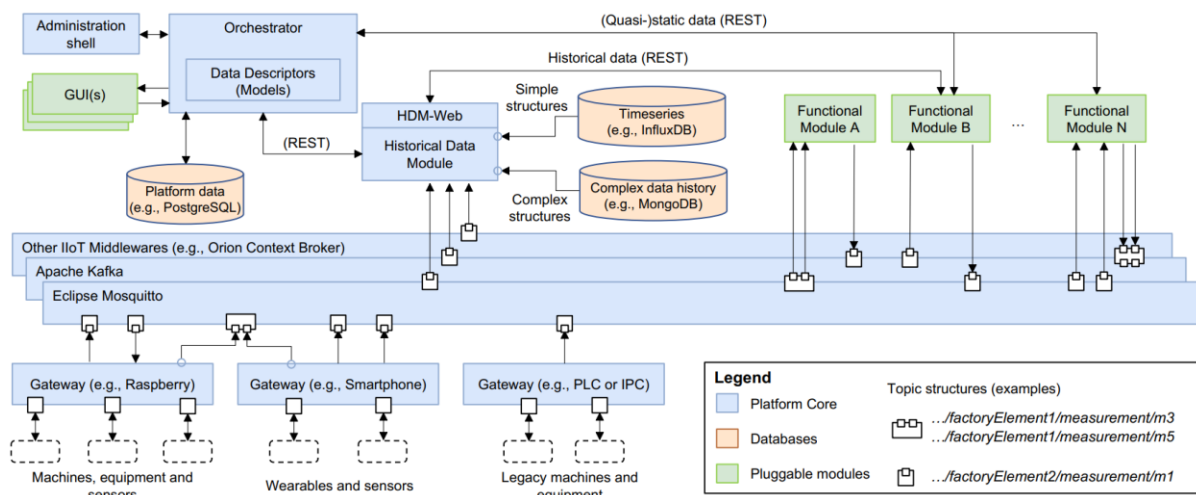 (Quasi-)static data (REST)
Administration
shell
Orchestrator
Historical data (REST)
Data Descriptors
(Models)
GUI(s)
Simple
structures
HDM-Web
Historical Data
Module
Timeseries
(e.g., InfluxDB)
Functional
Module A
Functional
Module B
...
Functional
Module N
(REST)
Platform data
(e.g., PostgreSQL)
Complex
structures
Complex data history
(e.g., MongoDB)
Other IIoT Middlewares (e.g., Orion Context Broker)
Apache Kafka
Eclipse Mosquitto
Gateway (e.g., Raspberry)
Gateway (e.g., Smartphone)
Gateway (e.g., PLC or IPC)
Machines, equipment and
sensors
Wearables and sensors
Legacy machines and
equipment
Legend
Platform Core
Databases
Pluggable modules
Topic structures (examples)
.../factoryElement1/measurement/m3
.../factoryElement1/measurement/m5
.../factoryElement2/measurement/m1